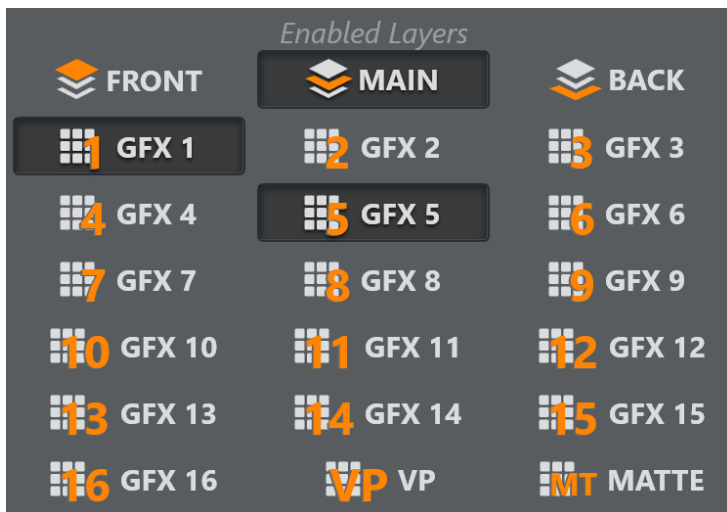 Enabled Layers
FRONT MAIN BACK
1 GFX 1 2 GFX 2 3 GFX 3
4 GFX 4 5 GFX 5 6 GFX 6
7 GFX 7 8 GFX 8 9 GFX 9
10 GFX 10 11 GFX 11 12 GFX 12
13 GFX 13 14 GFX 14 15 GFX 15
16 GFX 16 VP VP MT MATTE